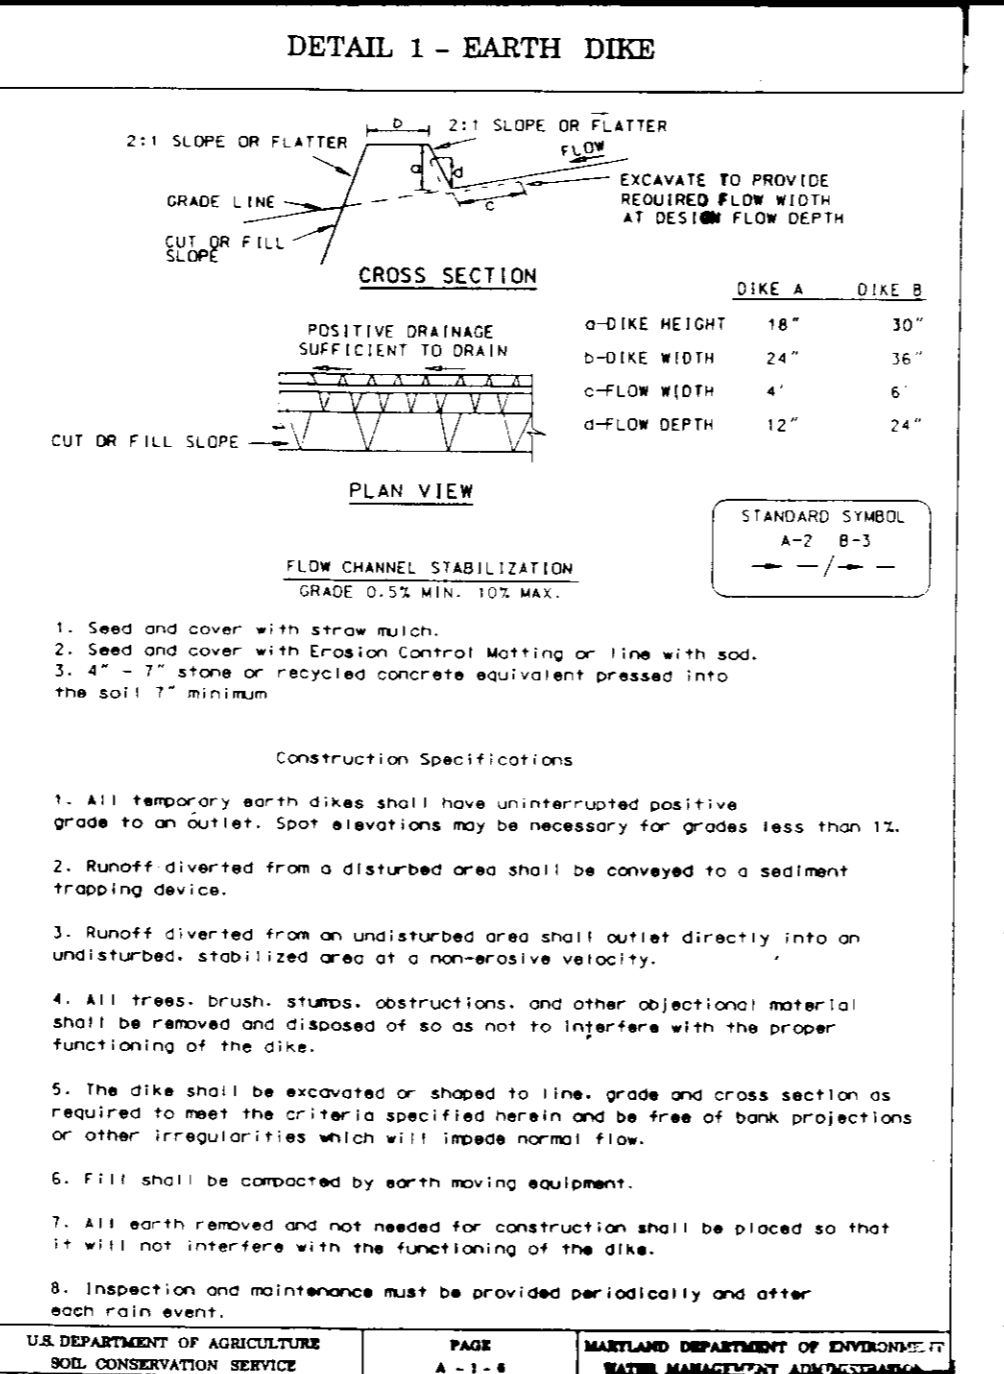 DETAIL 1 - EARTH DIKE
2:1 SLOPE OR FLATTER
b
2:1 SLOPE OR FLATTER
FLOW
a
d
c
GRADE LINE
CUT OR FILL
SLOPE
EXCAVATE TO PROVIDE
REQUIRED FLOW WIDTH
AT DESIGN FLOW DEPTH
CROSS SECTION
DIKE A DIKE B
a-DIKE HEIGHT 18" 30"
b-DIKE WIDTH 24" 36"
c-FLOW WIDTH 4' 6'
d-FLOW DEPTH 12" 24"
POSITIVE DRAINAGE
SUFFICIENT TO DRAIN
CUT OR FILL SLOPE
PLAN VIEW
STANDARD SYMBOL
A-2 B-3
FLOW CHANNEL STABILIZATION
GRADE 0.5% MIN. 10% MAX.
1. Seed and cover with straw mulch.
2. Seed and cover with Erosion Control Matting or line with sod.
3. 4" - 7" stone or recycled concrete equivalent pressed into
the soil 7" minimum
Construction Specifications
1. All temporary earth dikes shall have uninterrupted positive
grade to an outlet. Spot elevations may be necessary for grades less than 1%.
2. Runoff diverted from a disturbed area shall be conveyed to a sediment
trapping device.
3. Runoff diverted from an undisturbed area shall outlet directly into an
undisturbed, stabilized area at a non-erosive velocity.
4. All trees, brush, stumps, obstructions, and other objectional material
shall be removed and disposed of so as not to interfere with the proper
functioning of the dike.
5. The dike shall be excavated or shaped to line, grade and cross section as
required to meet the criteria specified herein and be free of bank projections
or other irregularities which will impede normal flow.
6. Fill shall be compacted by earth moving equipment.
7. All earth removed and not needed for construction shall be placed so that
it will not interfere with the functioning of the dike.
8. Inspection and maintenance must be provided periodically and after
each rain event.
U.S. DEPARTMENT OF AGRICULTURE
SOIL CONSERVATION SERVICE
PAGE
A - 1 - 6
MARYLAND DEPARTMENT OF ENVIRONMENT
WATER MANAGEMENT ADMINISTRATION